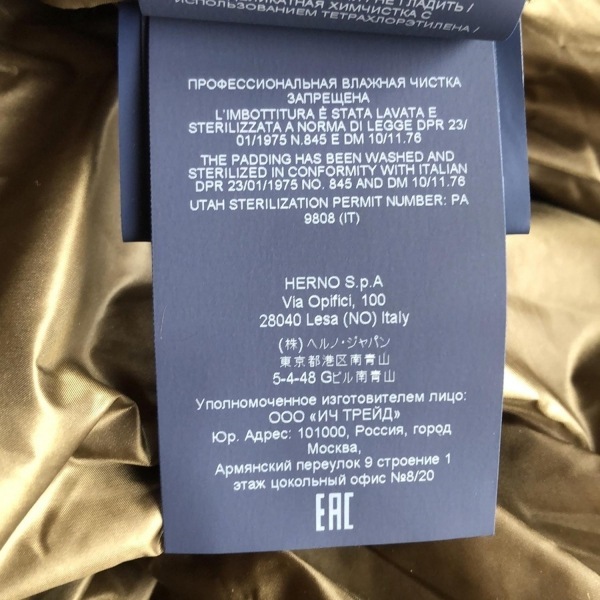 ГЛАДИТЬ /
ДЕЛИКАТНАЯ ХИМЧИСТКА С
ИСПОЛЬЗОВАНИЕМ ТЕТРАХЛОРЭТИЛЕНА /
ПРОФЕССИОНАЛЬНАЯ ВЛАЖНАЯ ЧИСТКА
ЗАПРЕЩЕНА
L'IMBOTTITURA È STATA LAVATA E
STERILIZZATA A NORMA DI LEGGE DPR 23/
01/1975 N.845 E DM 10/11.76
THE PADDING HAS BEEN WASHED AND
STERILIZED IN CONFORMITY WITH ITALIAN
DPR 23/01/1975 NO. 845 AND DM 10/11.76
UTAH STERILIZATION PERMIT NUMBER: PA
9808 (IT)
HERNO S.p.A
Via Opifici, 100
28040 Lesa (NO) Italy
(株) ヘルノ・ジャパン
東京都港区南青山
5-4-48 Gビル南青山
Уполномоченное изготовителем лицо:
ООО «ИЧ ТРЕЙД»
Юр. Адрес: 101000, Россия, город
Москва,
Армянский переулок 9 строение 1
этаж цокольный офис №8/20
EAC